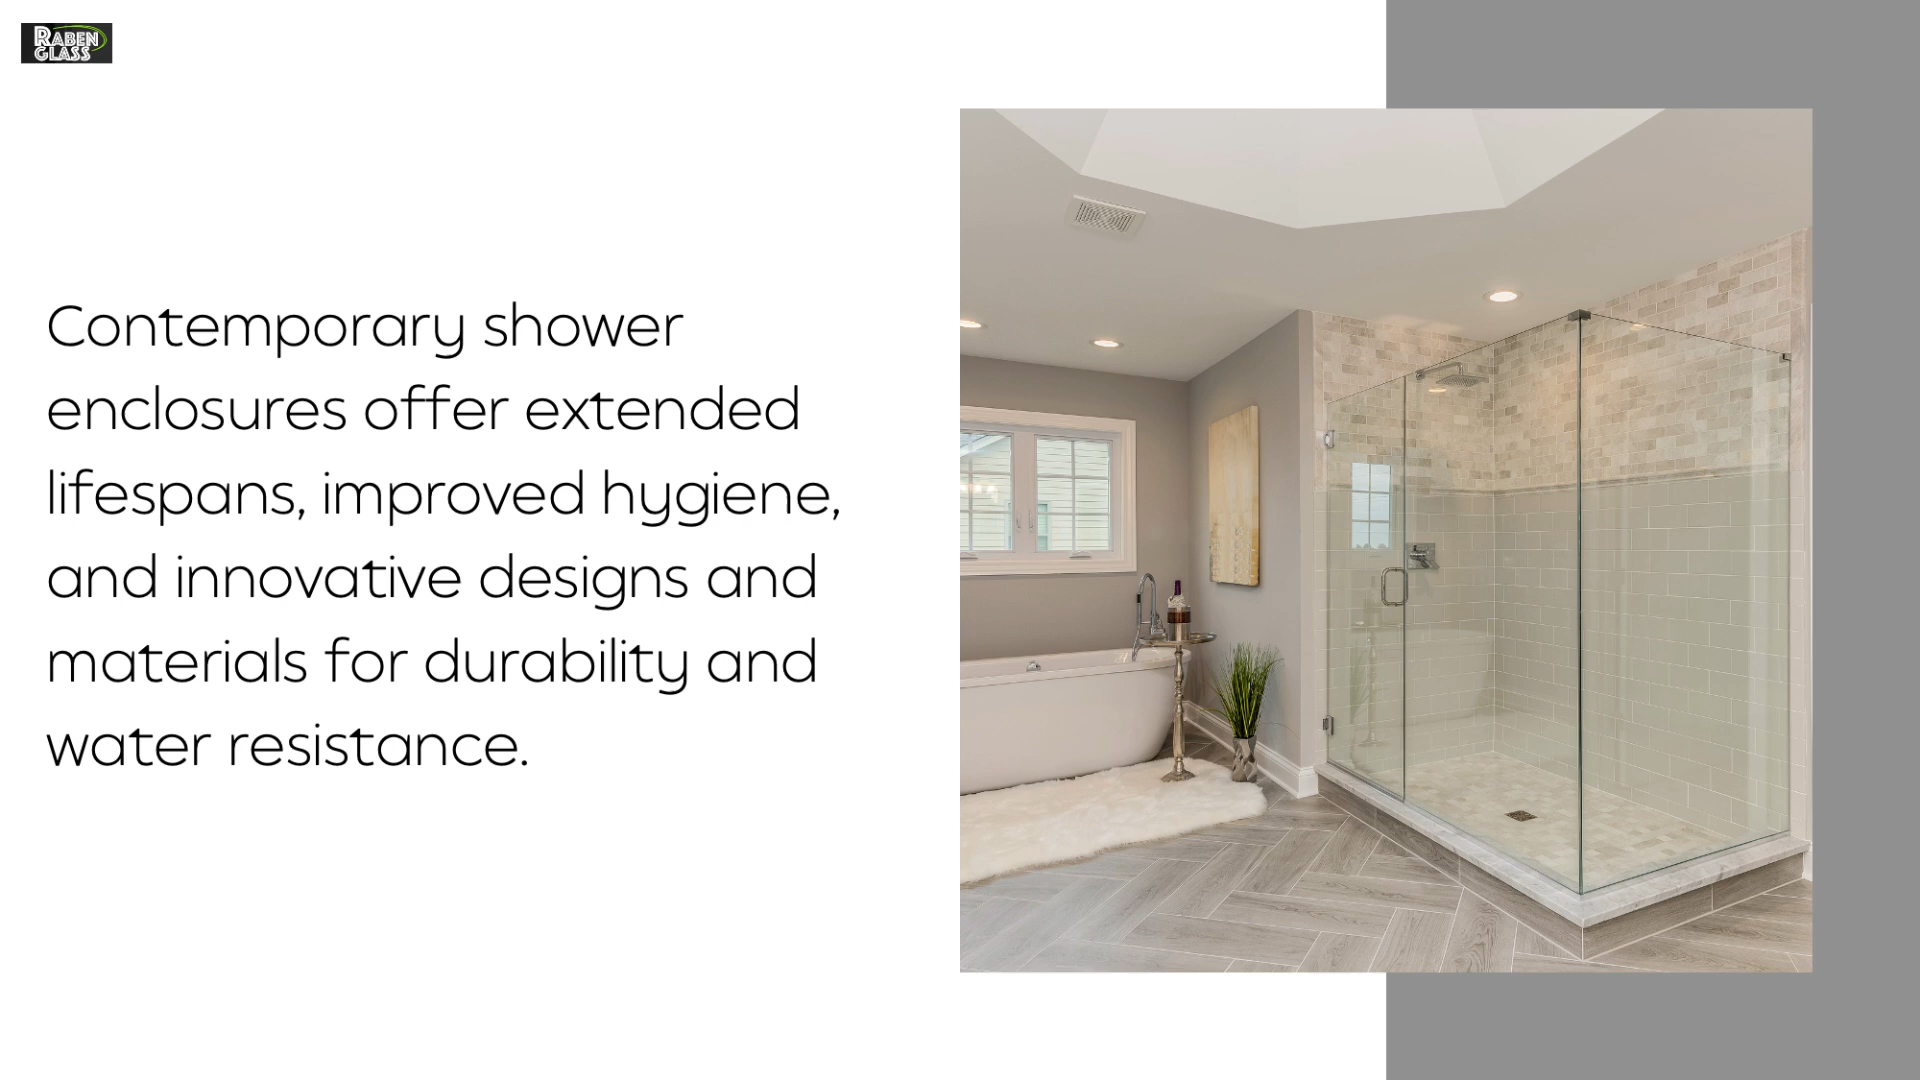 RABEN
GLASS
Contemporary shower
enclosures offer extended
lifespans, improved hygiene,
and innovative designs and
materials for durability and
water resistance.